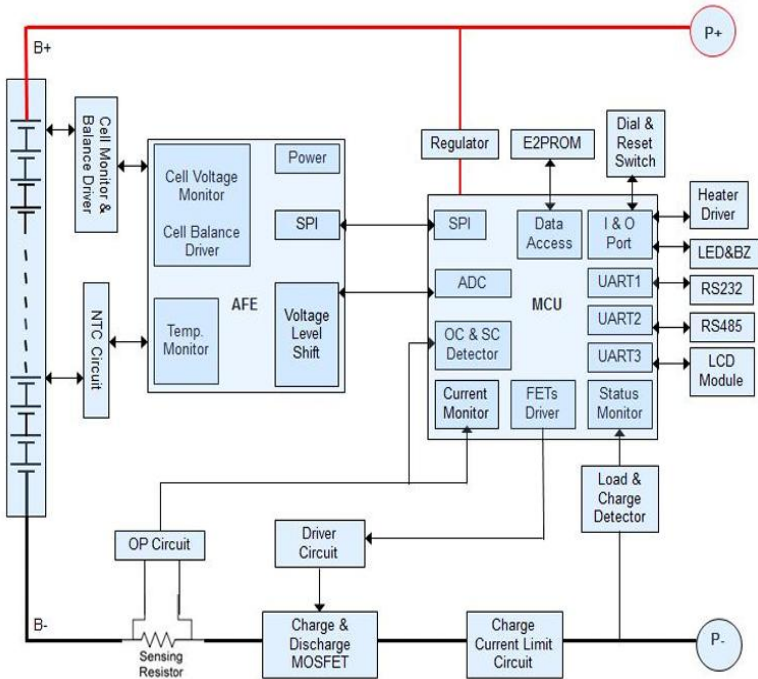 B+
P+
Cell Monitor &
Balance Driver
Cell Voltage
Monitor
Cell Balance
Driver
Power
SPI
AFE
Temp.
Monitor
Voltage
Level
Shift
NTC Circuit
Regulator
E2PROM
Dial &
Reset
Switch
SPI
Data
Access
I & O
Port
ADC
MCU
UART1
OC & SC
Detector
UART2
UART3
Current
Monitor
FETs
Driver
Status
Monitor
Heater
Driver
LED&BZ
RS232
RS485
LCD
Module
Load &
Charge
Detector
OP Circuit
Driver
Circuit
B-
Sensing
Resistor
Charge &
Discharge
MOSFET
Charge
Current Limit
Circuit
P-